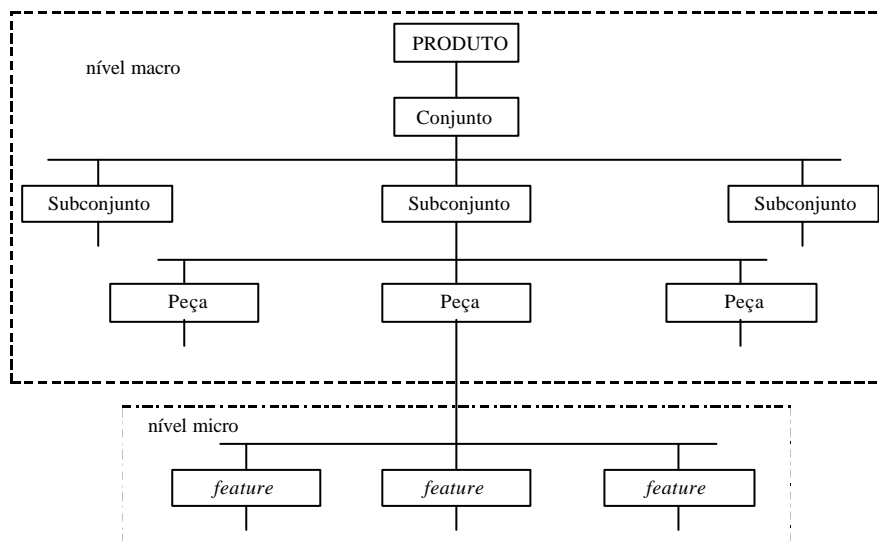 PRODUTO
nível macro
Conjunto
Subconjunto Subconjunto Subconjunto
Peça Peça Peça
nível micro
feature feature feature